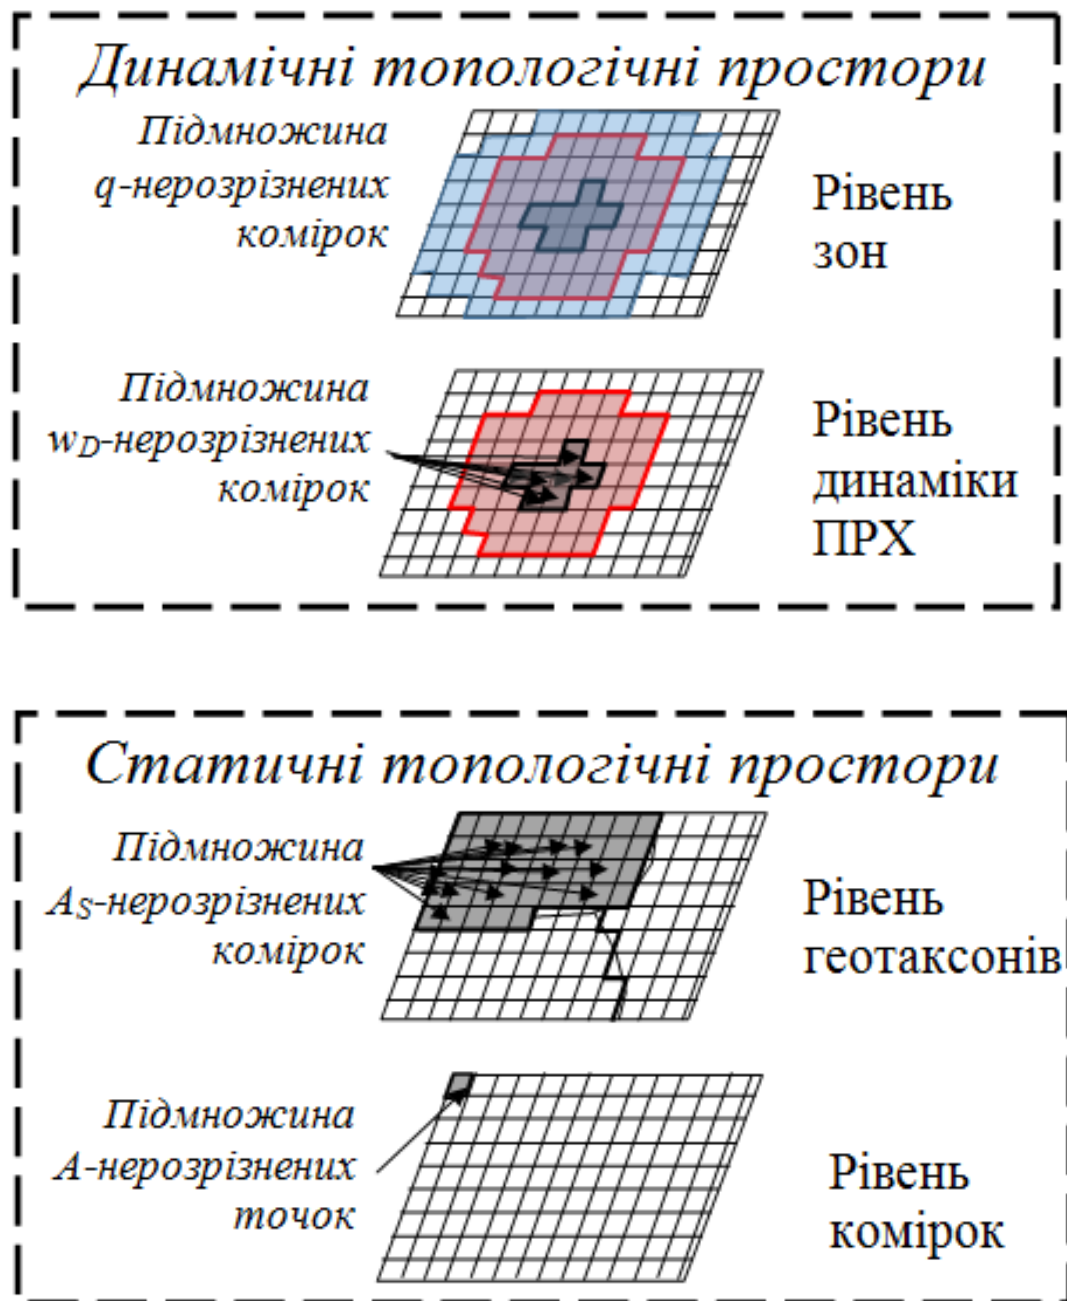 Динамічні топологічні простори
Підмножина
q-нерозрізнених
комірок
Рівень
зон
Підмножина
wD-нерозрізнених
комірок
Рівень
динаміки
ПРХ
Статичні топологічні простори
Підмножина
AS-нерозрізнених
комірок
Рівень
геотаксонів
Підмножина
A-нерозрізнених
точок
Рівень
комірок